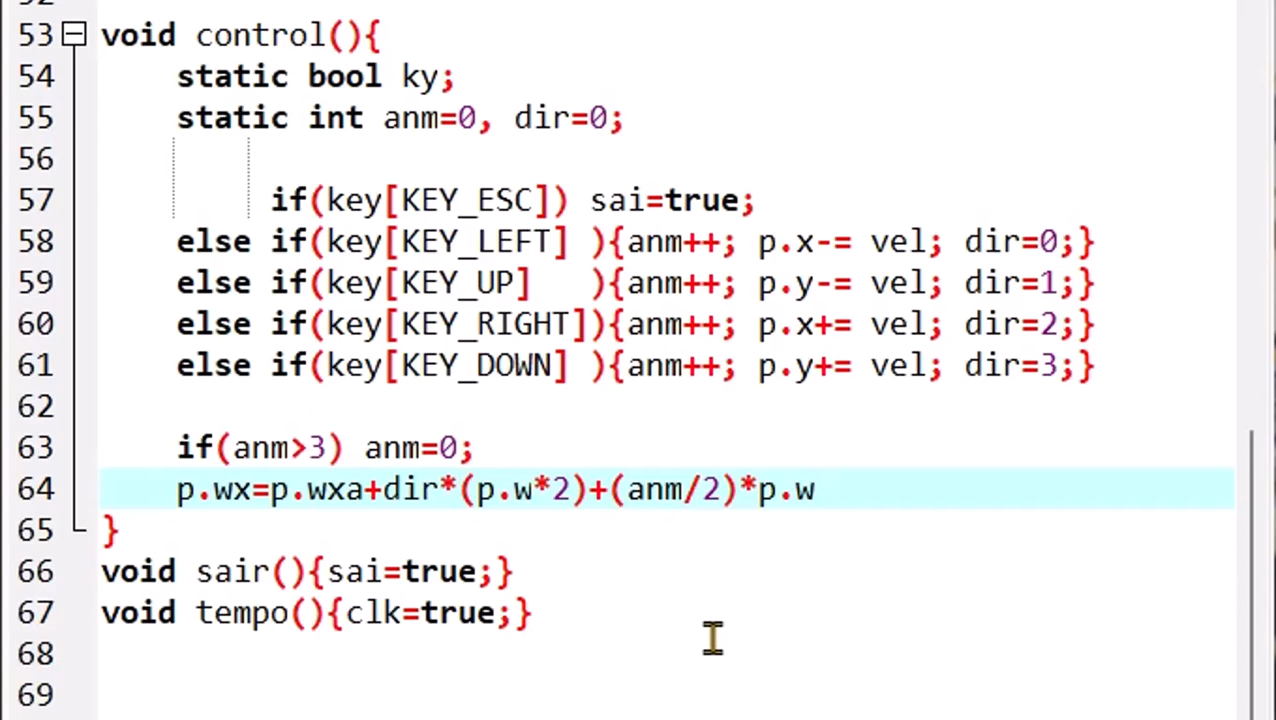 53 void control(){
54 static bool ky;
55 static int anm=0, dir=0;
56
57 if(key[KEY_ESC]) sai=true;
58 else if(key[KEY_LEFT] ){anm++; p.x-= vel; dir=0;}
59 else if(key[KEY_UP]   ){anm++; p.y-= vel; dir=1;}
60 else if(key[KEY_RIGHT]){anm++; p.x+= vel; dir=2;}
61 else if(key[KEY_DOWN] ){anm++; p.y+= vel; dir=3;}
62
63 if(anm>3) anm=0;
64 p.wx=p.wxa+dir*(p.w*2)+(anm/2)*p.w
65 }
66 void sair(){sai=true;}
67 void tempo(){clk=true;}
68
69